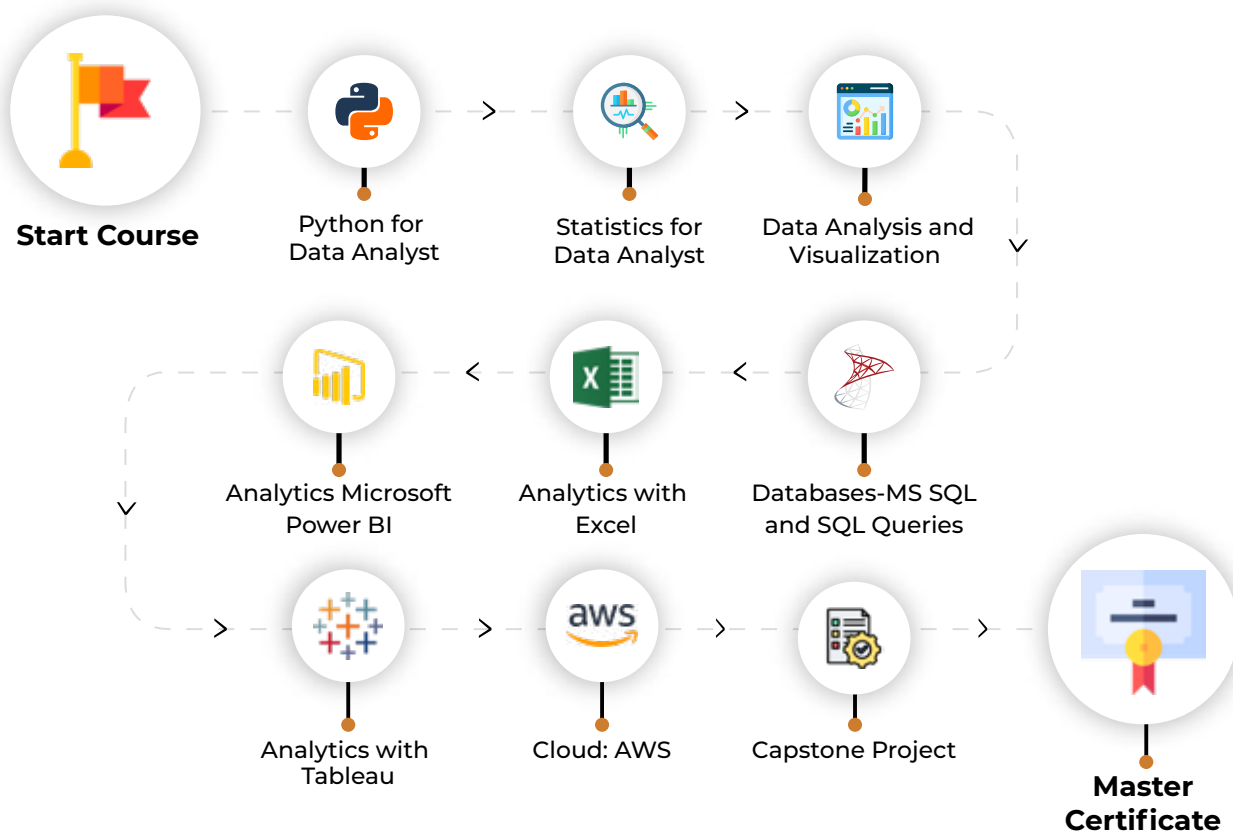 Start Course
Python for
Data Analyst
Statistics for
Data Analyst
Data Analysis and
Visualization
Databases-MS SQL
and SQL Queries
X
Analytics with
Excel
Analytics Microsoft
Power BI
Analytics with
Tableau
aws
Cloud: AWS
Capstone Project
Master
Certificate